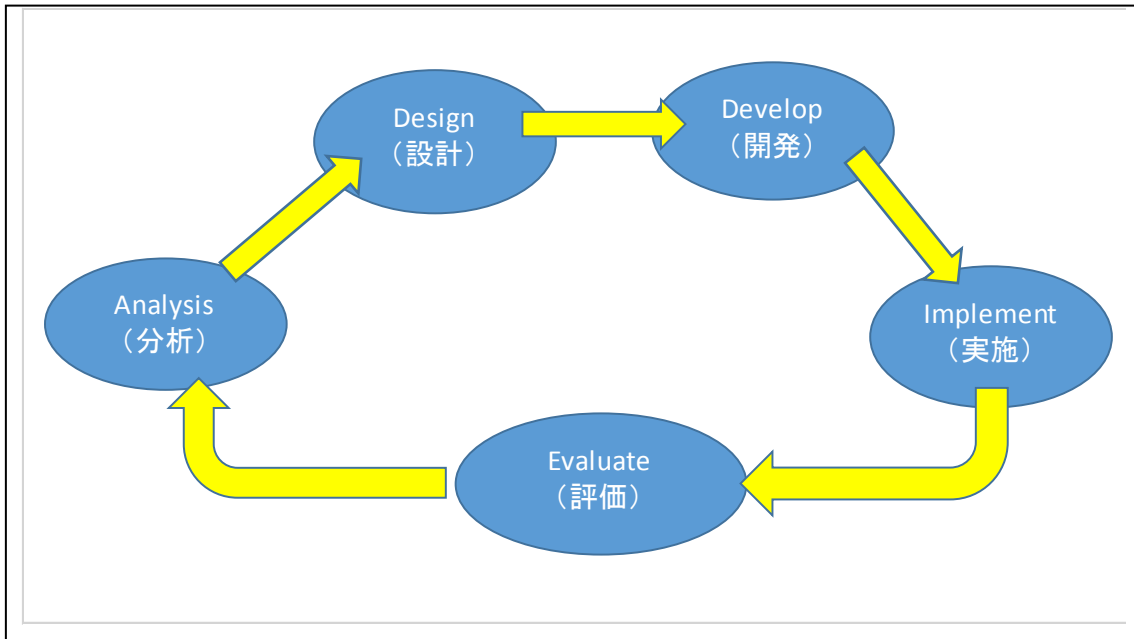 Design
（設計）
Develop
（開発）
Analysis
（分析）
Implement
（実施）
Evaluate
（評価）